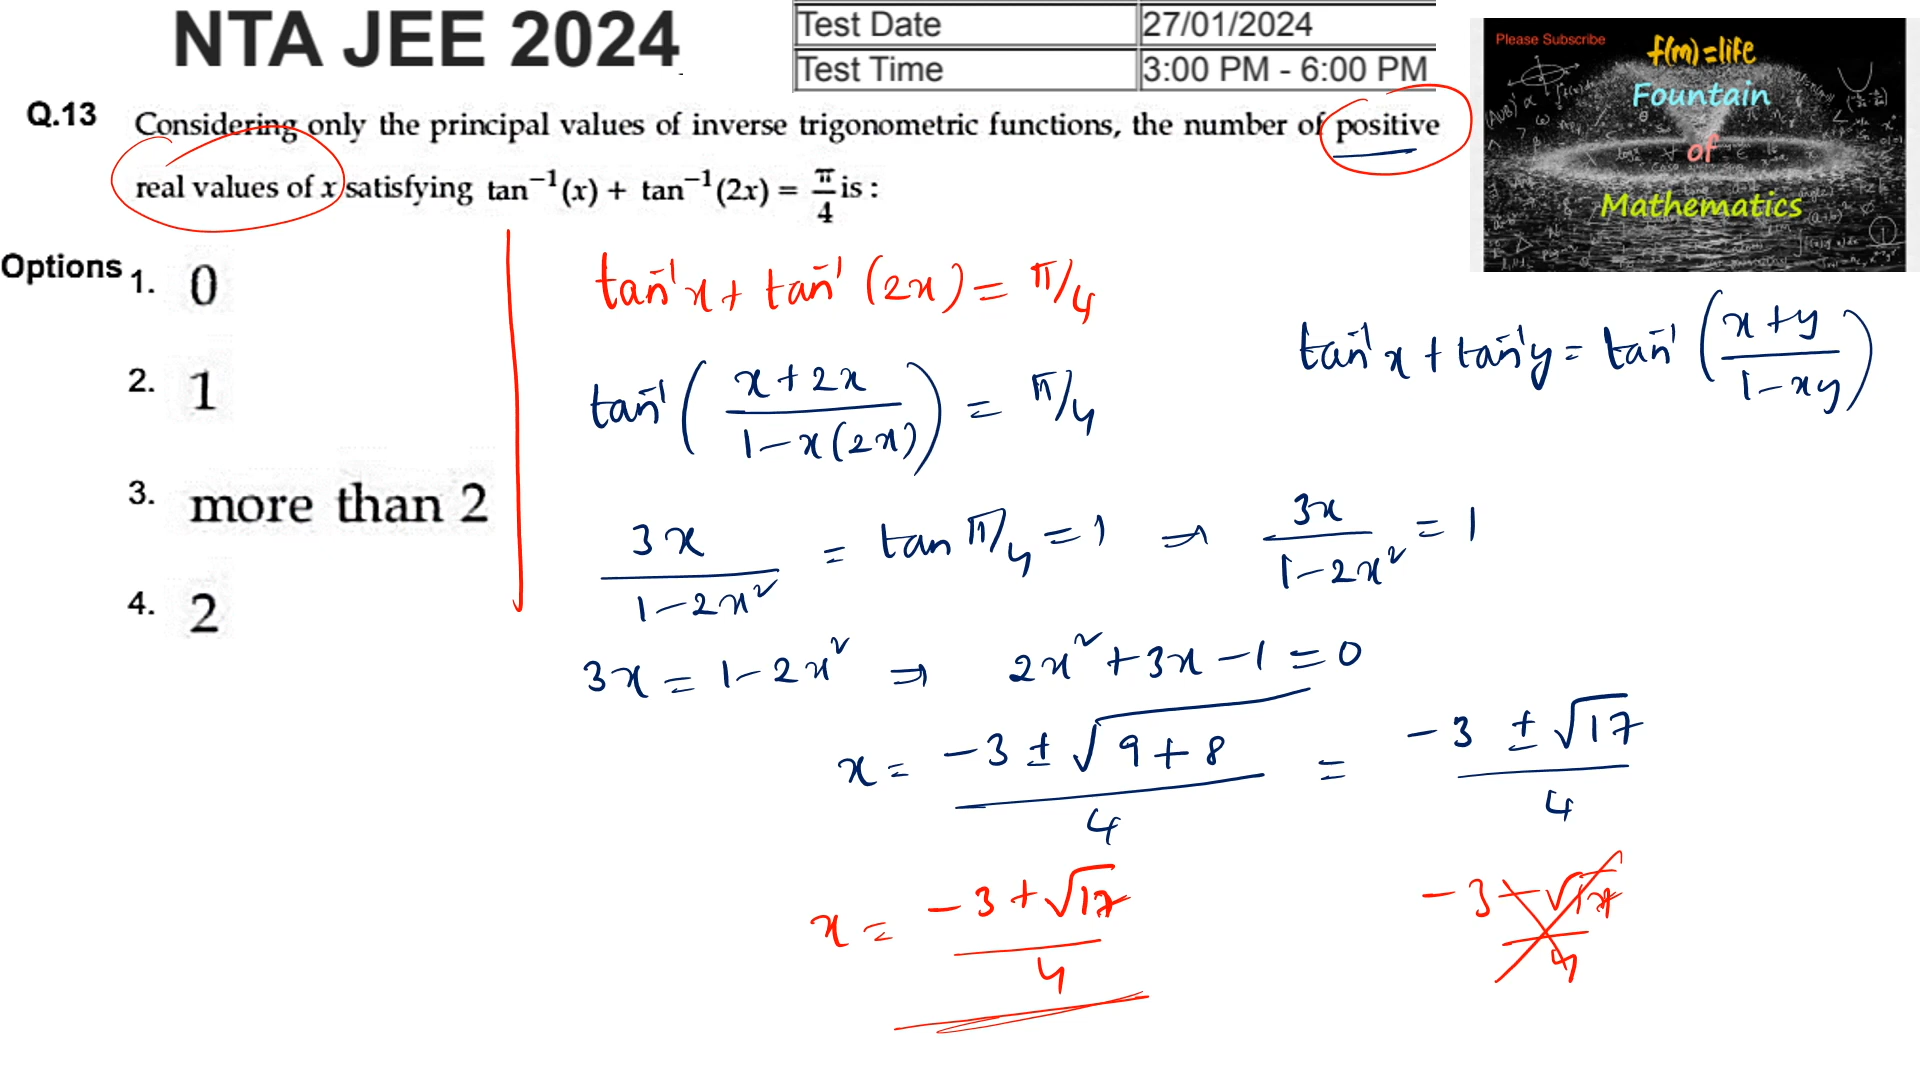 NTA JEE 2024
Test Date 27/01/2024
Test Time 3:00 PM - 6:00 PM
Please Subscribe
f(m)=life
Fountain
of
Mathematics
Q.13 Considering only the principal values of inverse trigonometric functions, the number of positive
real values of x satisfying tan⁻¹(x) + tan⁻¹(2x) = π/4 is :
Options 1. 0
2. 1
3. more than 2
4. 2
tan⁻¹x + tan⁻¹(2x) = π/4
tan⁻¹x + tan⁻¹y = tan⁻¹((x+y)/(1-xy))
tan⁻¹((x+2x)/(1-x(2x))) = π/4
3x/(1-2x²) = tan π/4 = 1 ⇒ 3x/(1-2x²) = 1
3x = 1-2x² ⇒ 2x²+3x-1=0
x = (-3 ± √(9+8))/4 = (-3 ± √17)/4
x = (-3+√17)/4
(-3-√17)/4